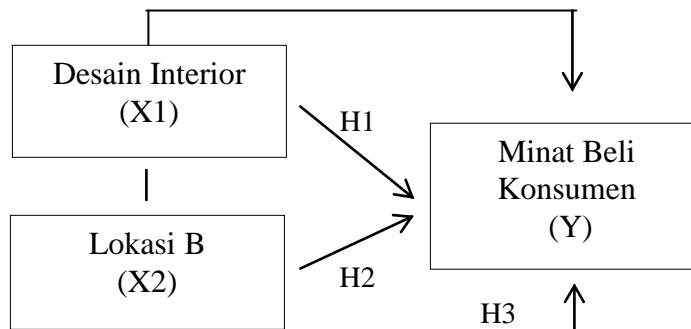 Desain Interior
(X1)
H1
Minat Beli
Konsumen
(Y)
Lokasi B
(X2)
H2
H3